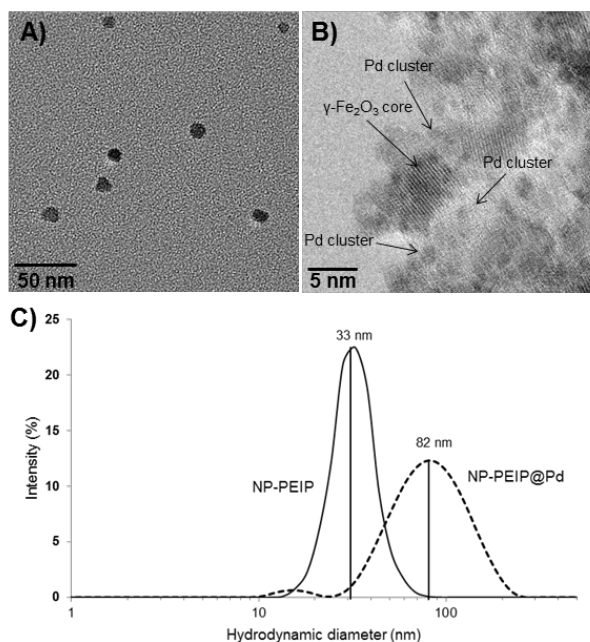 A)
50 nm
B)
Pd cluster
γ-Fe₂O₃ core
Pd cluster
Pd cluster
5 nm
C)
25
20
15
10
5
0
Intensity (%)
33 nm
82 nm
NP-PEIP
NP-PEIP@Pd
1
10
100
Hydrodynamic diameter (nm)